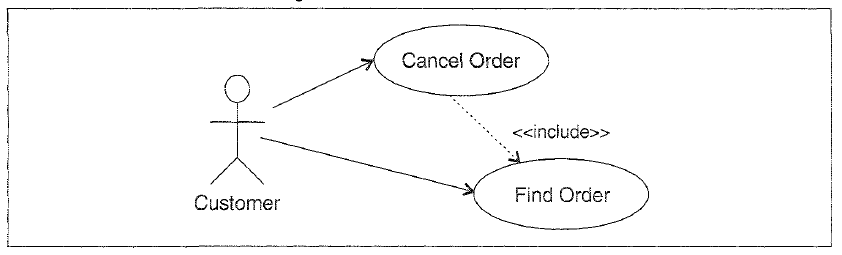 Cancel Order
<<include>>
Find Order
Customer